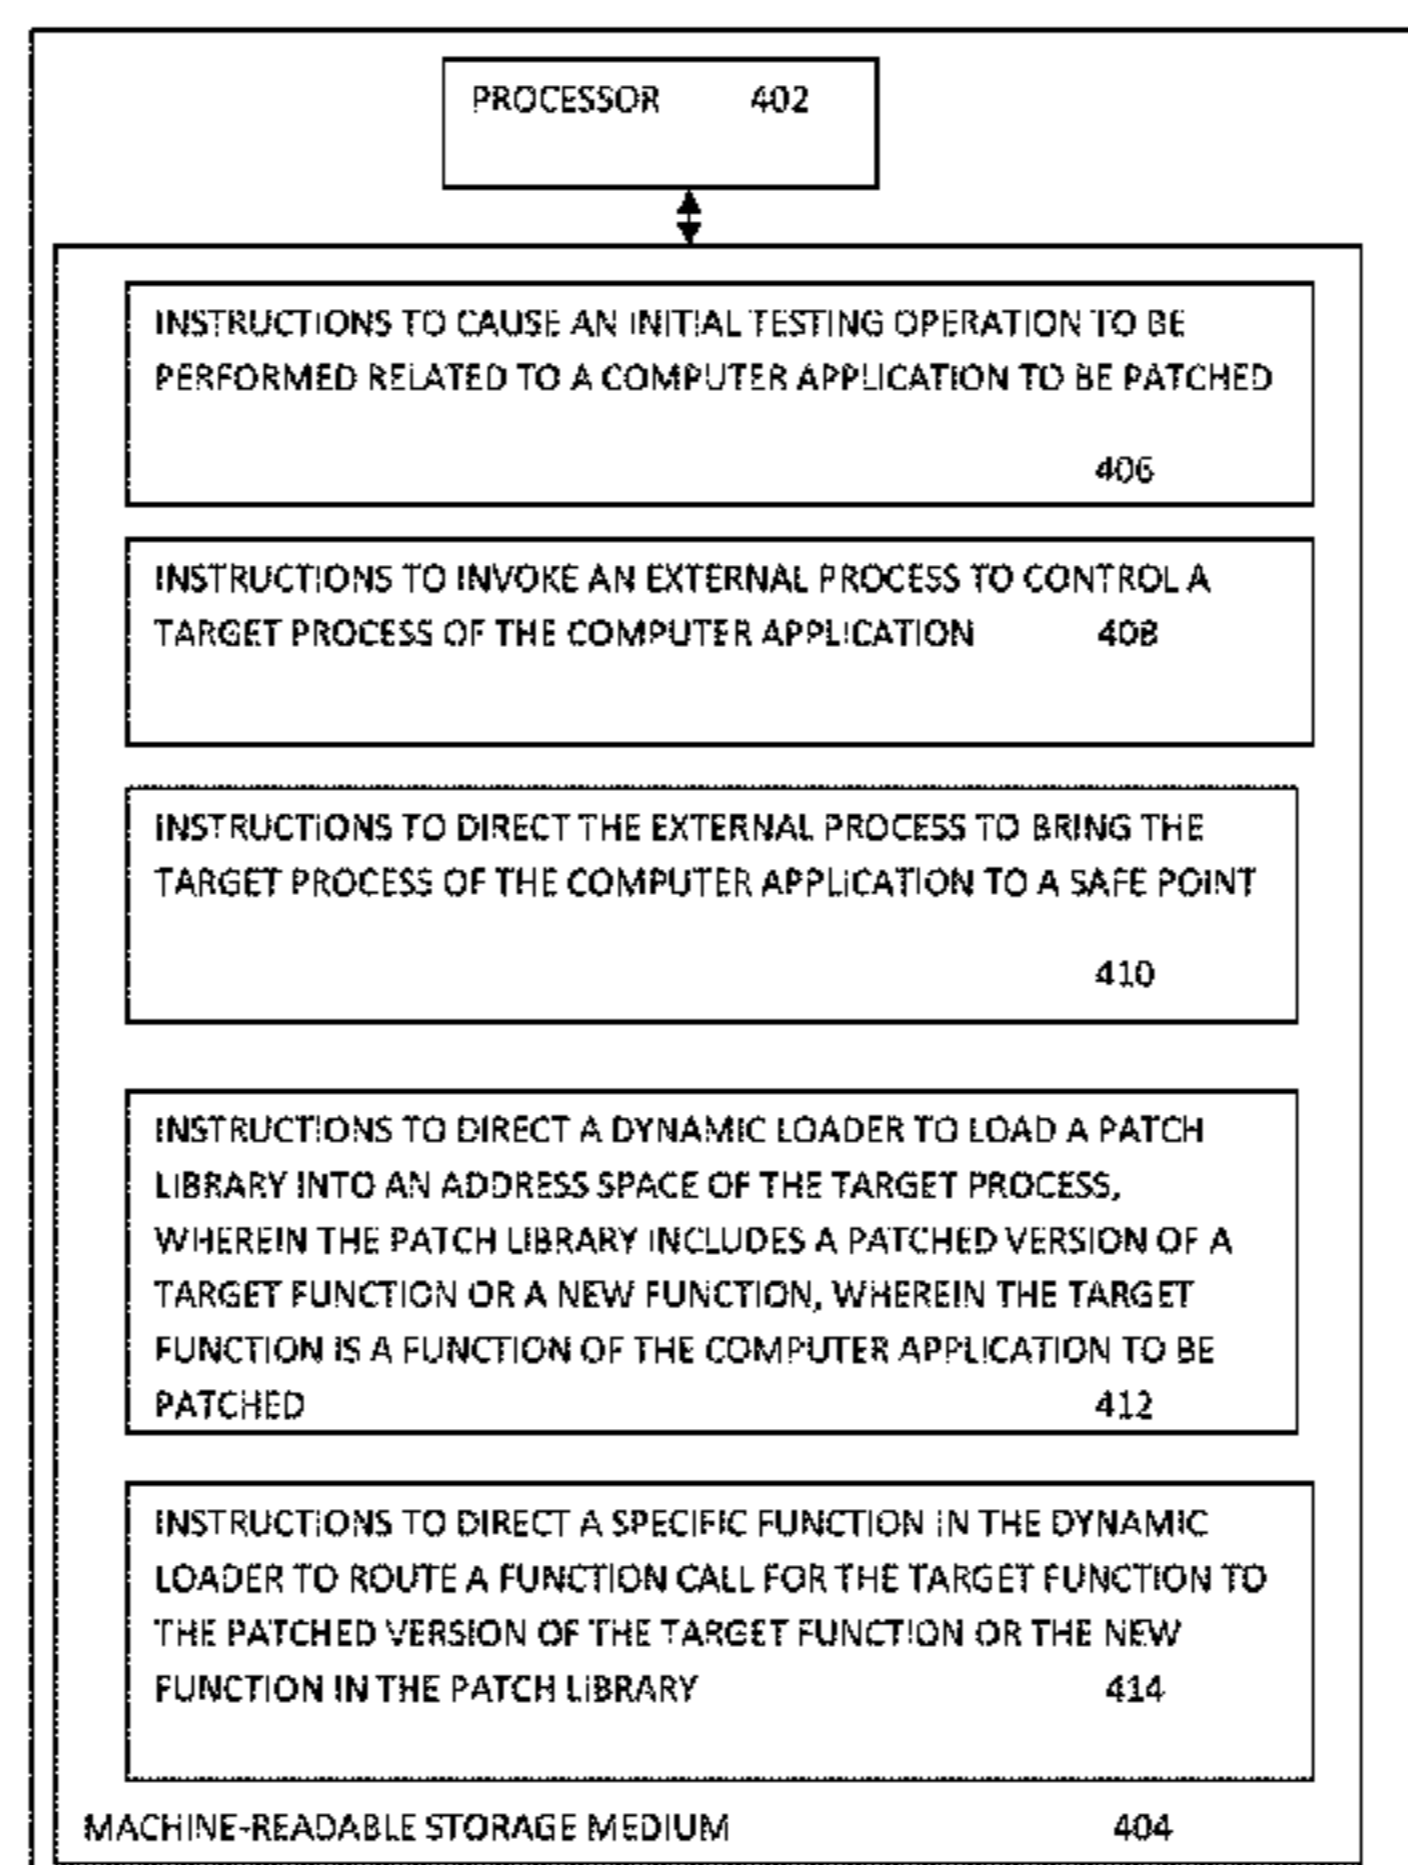 PROCESSOR 402
INSTRUCTIONS TO CAUSE AN INITIAL TESTING OPERATION TO BE
PERFORMED RELATED TO A COMPUTER APPLICATION TO BE PATCHED
406
INSTRUCTIONS TO INVOKE AN EXTERNAL PROCESS TO CONTROL A
TARGET PROCESS OF THE COMPUTER APPLICATION 408
INSTRUCTIONS TO DIRECT THE EXTERNAL PROCESS TO BRING THE
TARGET PROCESS OF THE COMPUTER APPLICATION TO A SAFE POINT
410
INSTRUCTIONS TO DIRECT A DYNAMIC LOADER TO LOAD A PATCH
LIBRARY INTO AN ADDRESS SPACE OF THE TARGET PROCESS,
WHEREIN THE PATCH LIBRARY INCLUDES A PATCHED VERSION OF A
TARGET FUNCTION OR A NEW FUNCTION, WHEREIN THE TARGET
FUNCTION IS A FUNCTION OF THE COMPUTER APPLICATION TO BE
PATCHED 412
INSTRUCTIONS TO DIRECT A SPECIFIC FUNCTION IN THE DYNAMIC
LOADER TO ROUTE A FUNCTION CALL FOR THE TARGET FUNCTION TO
THE PATCHED VERSION OF THE TARGET FUNCTION OR THE NEW
FUNCTION IN THE PATCH LIBRARY 414
MACHINE-READABLE STORAGE MEDIUM 404